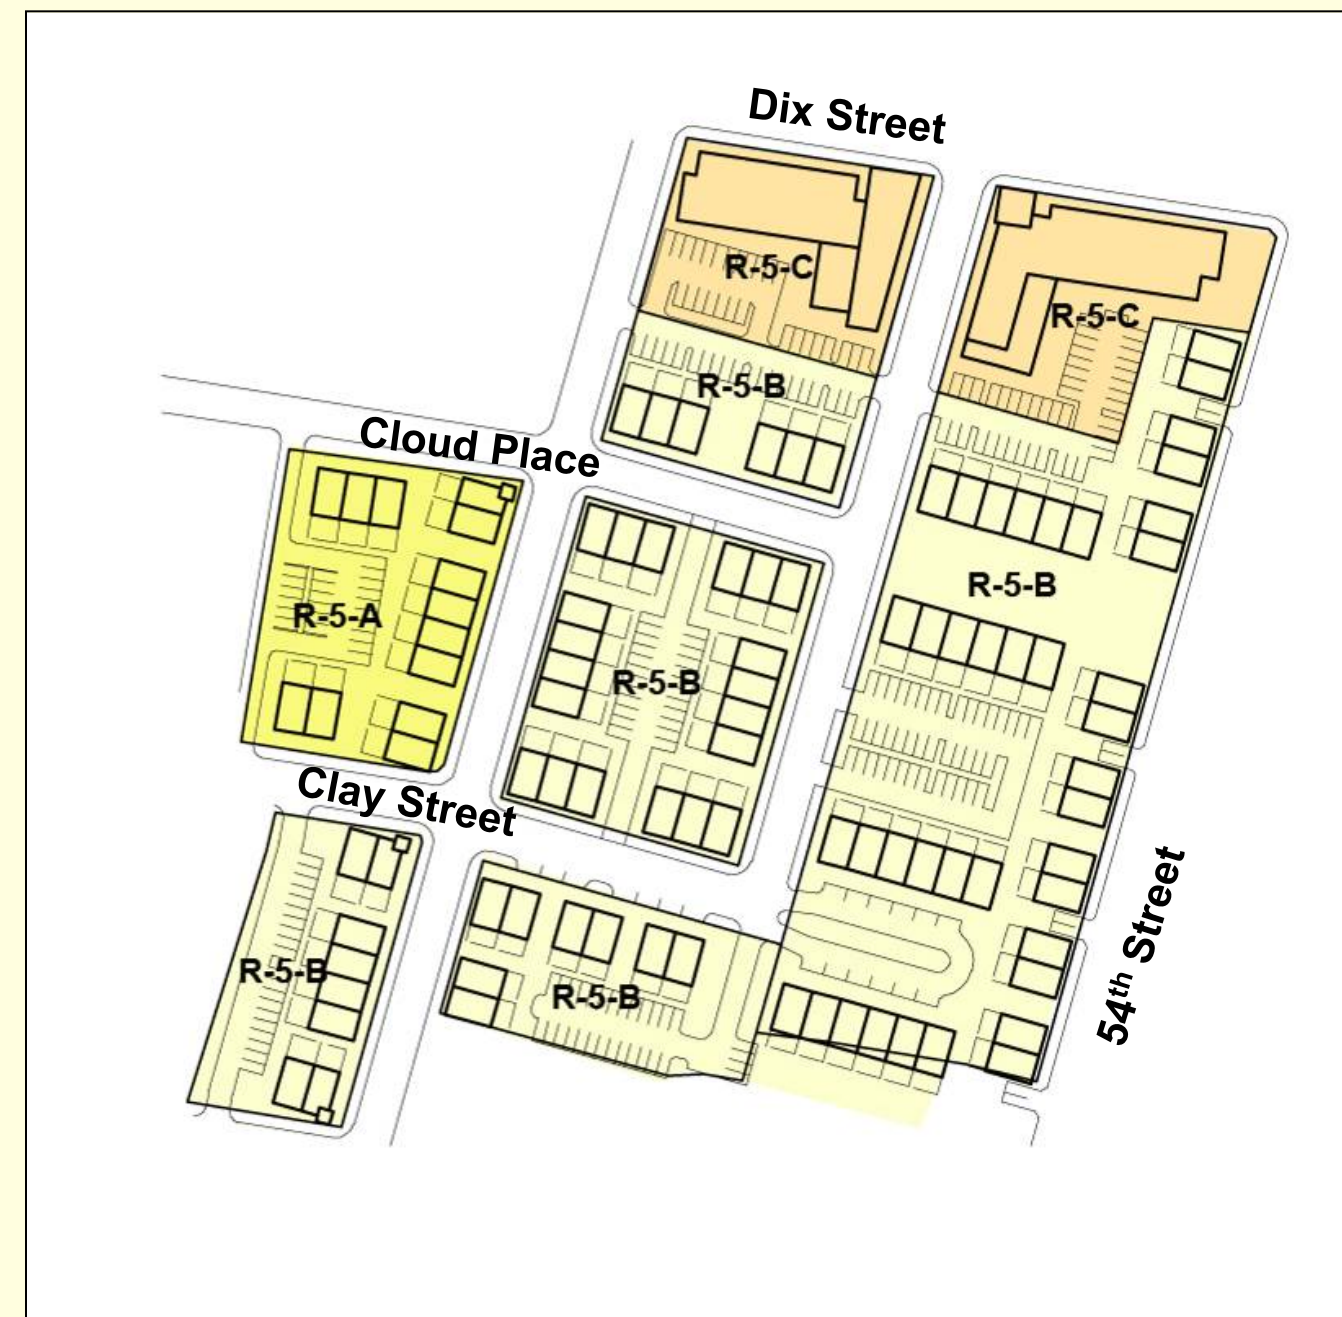 Dix Street
R-5-C
R-5-C
R-5-B
Cloud Place
R-5-B
R-5-A
R-5-B
Clay Street
54th Street
R-5-B
R-5-B